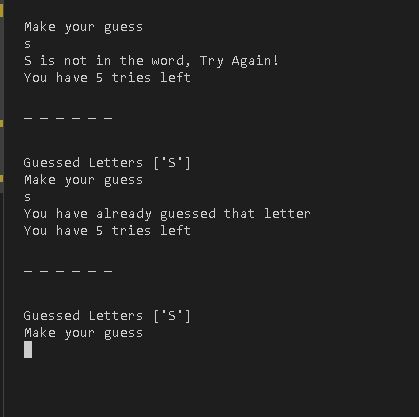 Make your guess
s
S is not in the word, Try Again!
You have 5 tries left
_ _ _ _ _ _
Guessed Letters ['S']
Make your guess
s
You have already guessed that letter
You have 5 tries left
_ _ _ _ _ _
Guessed Letters ['S']
Make your guess